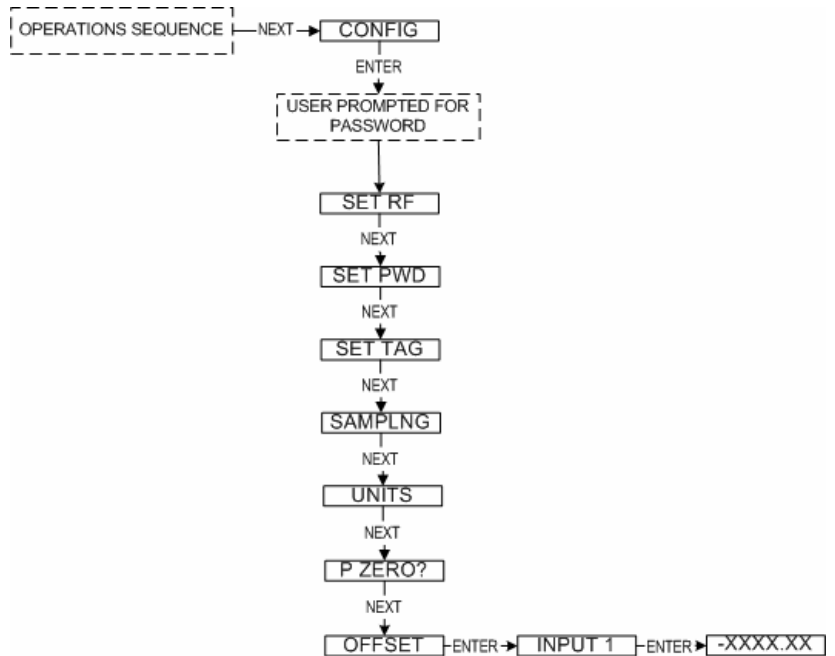 OPERATIONS SEQUENCE NEXT CONFIG
ENTER
USER PROMPTED FOR
PASSWORD
SET RF
NEXT
SET PWD
NEXT
SET TAG
NEXT
SAMPLNG
NEXT
UNITS
NEXT
P ZERO?
NEXT
OFFSET ENTER INPUT 1 ENTER -XXXX.XX